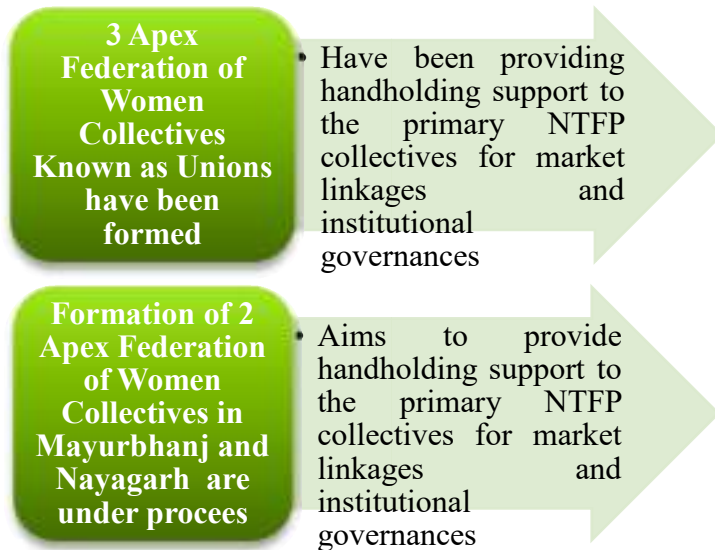 3 Apex
Federation of
Women
Collectives
Known as Unions
have been
formed
• Have been providing
handholding support to
the primary NTFP
collectives for market
linkages and
institutional
governances
Formation of 2
Apex Federation
of Women
Collectives in
Mayurbhanj and
Nayagarh are
under procees
• Aims to provide
handholding support to
the primary NTFP
collectives for market
linkages and
institutional
governances